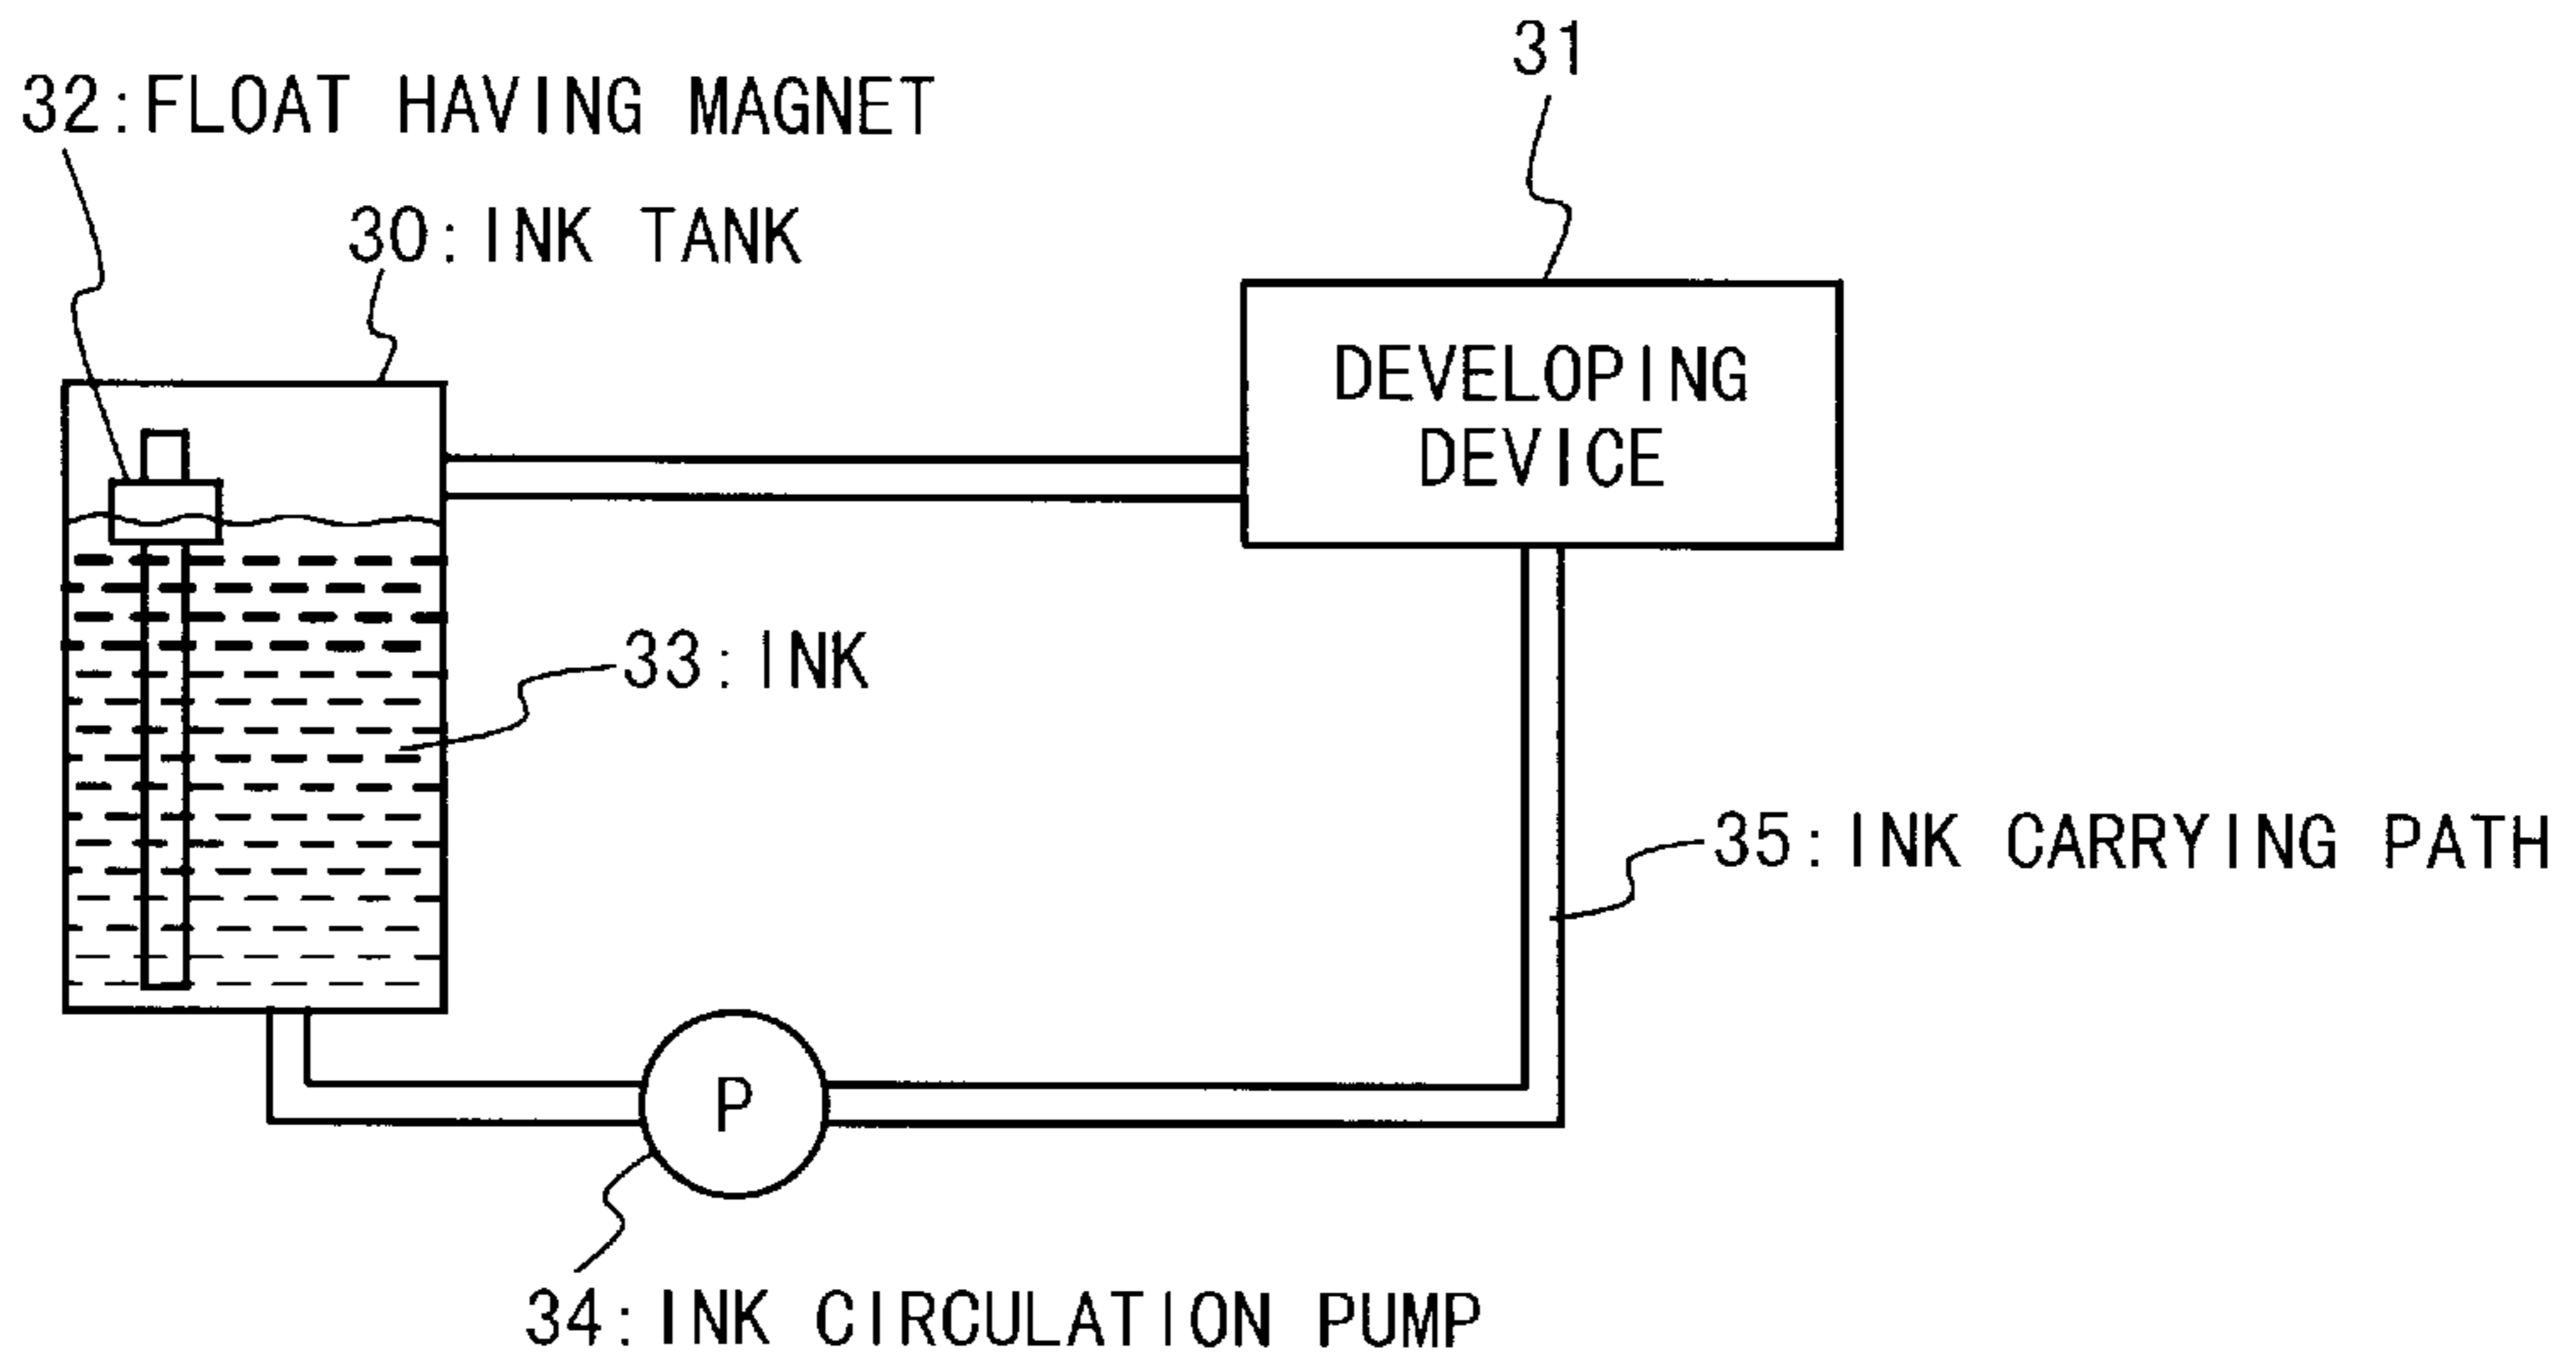 31
32:FLOAT HAVING MAGNET
30:INK TANK
DEVELOPING
DEVICE
33:INK
35:INK CARRYING PATH
P
34:INK CIRCULATION PUMP